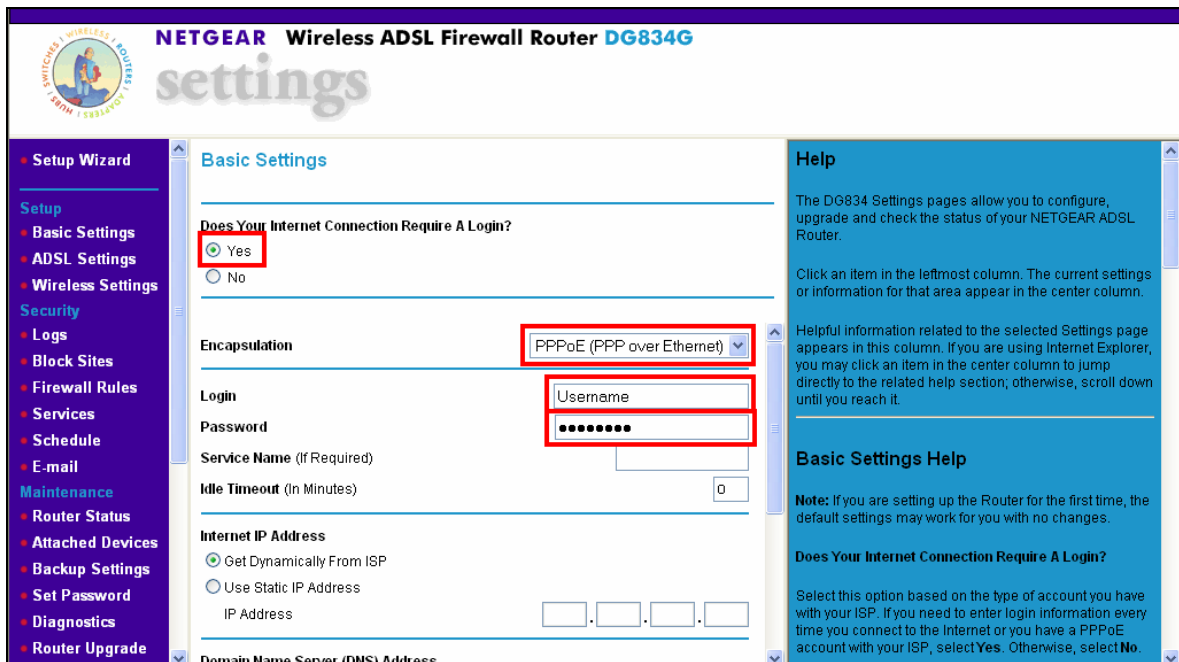 SWITCHES | WIRELESS | ROUTERS | ADAPTERS | HUBS |
NETGEAR Wireless ADSL Firewall Router DG834G
settings
Setup Wizard
Setup
Basic Settings
ADSL Settings
Wireless Settings
Security
Logs
Block Sites
Firewall Rules
Services
Schedule
E-mail
Maintenance
Router Status
Attached Devices
Backup Settings
Set Password
Diagnostics
Router Upgrade
Basic Settings
Does Your Internet Connection Require A Login?
Yes
No
Encapsulation PPPoE (PPP over Ethernet)
Login Username
Password ●●●●●●●●
Service Name (If Required)
Idle Timeout (In Minutes) 0
Internet IP Address
Get Dynamically From ISP
Use Static IP Address
IP Address . . .
Domain Name Server (DNS) Address
Help
The DG834 Settings pages allow you to configure,
upgrade and check the status of your NETGEAR ADSL
Router.
Click an item in the leftmost column. The current settings
or information for that area appear in the center column.
Helpful information related to the selected Settings page
appears in this column. If you are using Internet Explorer,
you may click an item in the center column to jump
directly to the related help section; otherwise, scroll down
until you reach it.
Basic Settings Help
Note: If you are setting up the Router for the first time, the
default settings may work for you with no changes.
Does Your Internet Connection Require A Login?
Select this option based on the type of account you have
with your ISP. If you need to enter login information every
time you connect to the Internet or you have a PPPoE
account with your ISP, select Yes. Otherwise, select No.